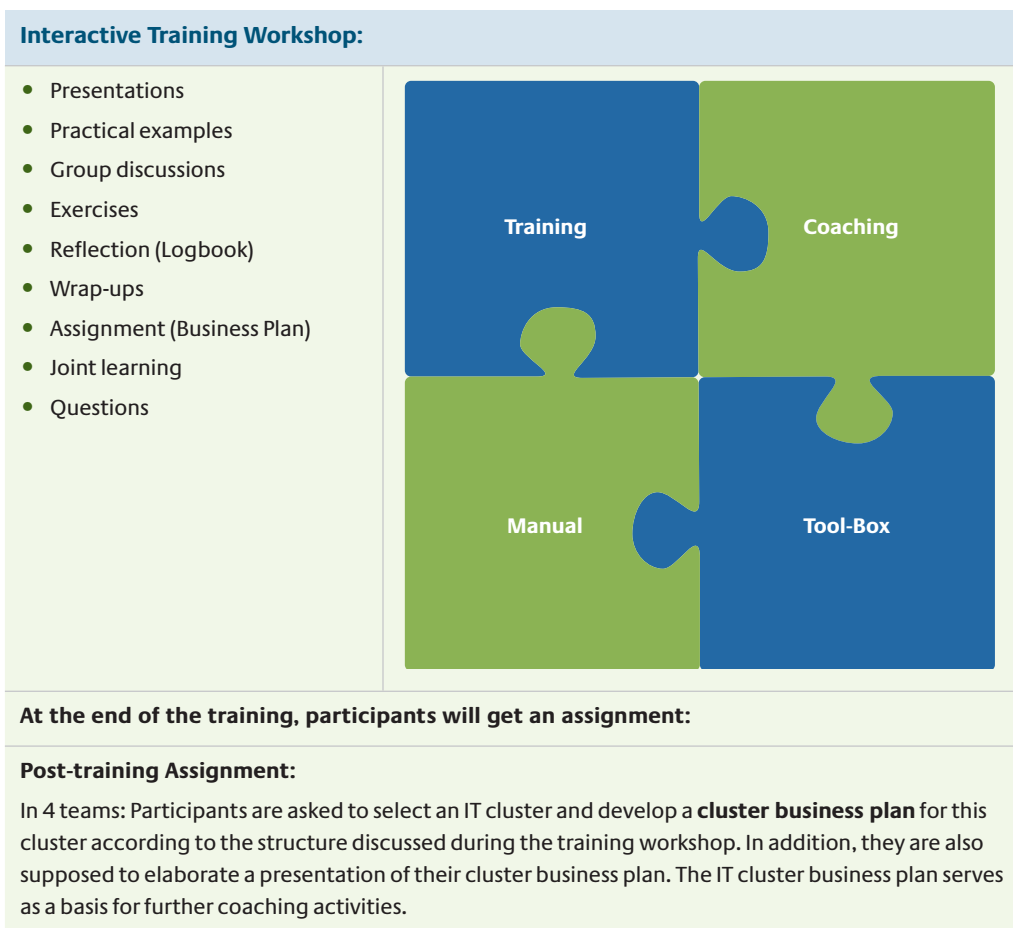 Interactive Training Workshop:
• Presentations
• Practical examples
• Group discussions
• Exercises
• Reflection (Logbook)
• Wrap-ups
• Assignment (Business Plan)
• Joint learning
• Questions
Training
Coaching
Manual
Tool-Box
At the end of the training, participants will get an assignment:
Post-training Assignment:
In 4 teams: Participants are asked to select an IT cluster and develop a cluster business plan for this
cluster according to the structure discussed during the training workshop. In addition, they are also
supposed to elaborate a presentation of their cluster business plan. The IT cluster business plan serves
as a basis for further coaching activities.